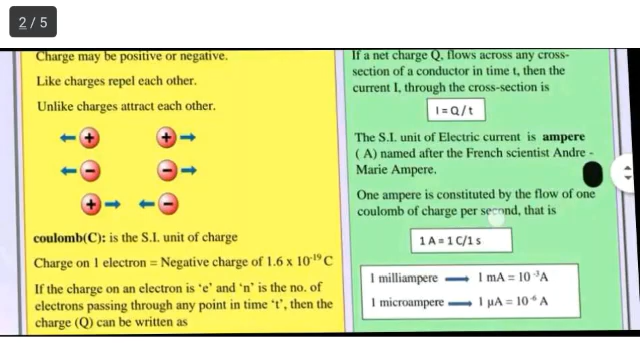 2 / 5
Charge may be positive or negative.
Like charges repel each other.
Unlike charges attract each other.
+ +
- -
+ -
coulomb(C): is the S.I. unit of charge
Charge on 1 electron = Negative charge of 1.6 x 10⁻¹⁹ C
If the charge on an electron is ‘e’ and ‘n’ is the no. of
electrons passing through any point in time ‘t’, then the
charge (Q) can be written as
If a net charge Q, flows across any cross-
section of a conductor in time t, then the
current I, through the cross-section is
I = Q / t
The S.I. unit of Electric current is ampere
( A) named after the French scientist Andre -
Marie Ampere.
One ampere is constituted by the flow of one
coulomb of charge per second, that is
1 A = 1 C/1 s
1 milliampere → 1 mA = 10⁻³A
1 microampere → 1 μA = 10⁻⁶ A